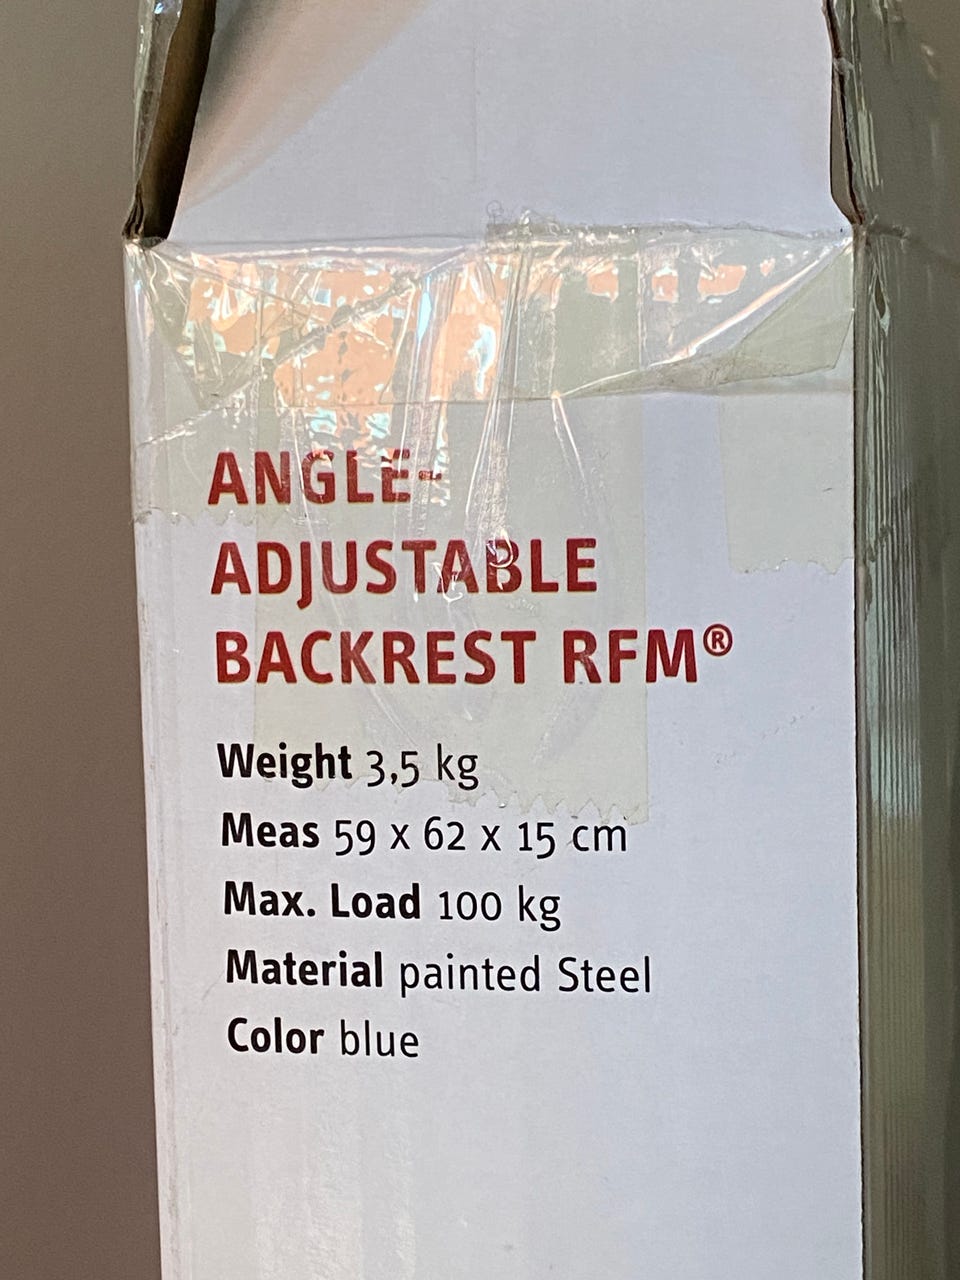 ANGLE-
ADJUSTABLE
BACKREST RFM®
Weight 3,5 kg
Meas 59 x 62 x 15 cm
Max. Load 100 kg
Material painted Steel
Color blue